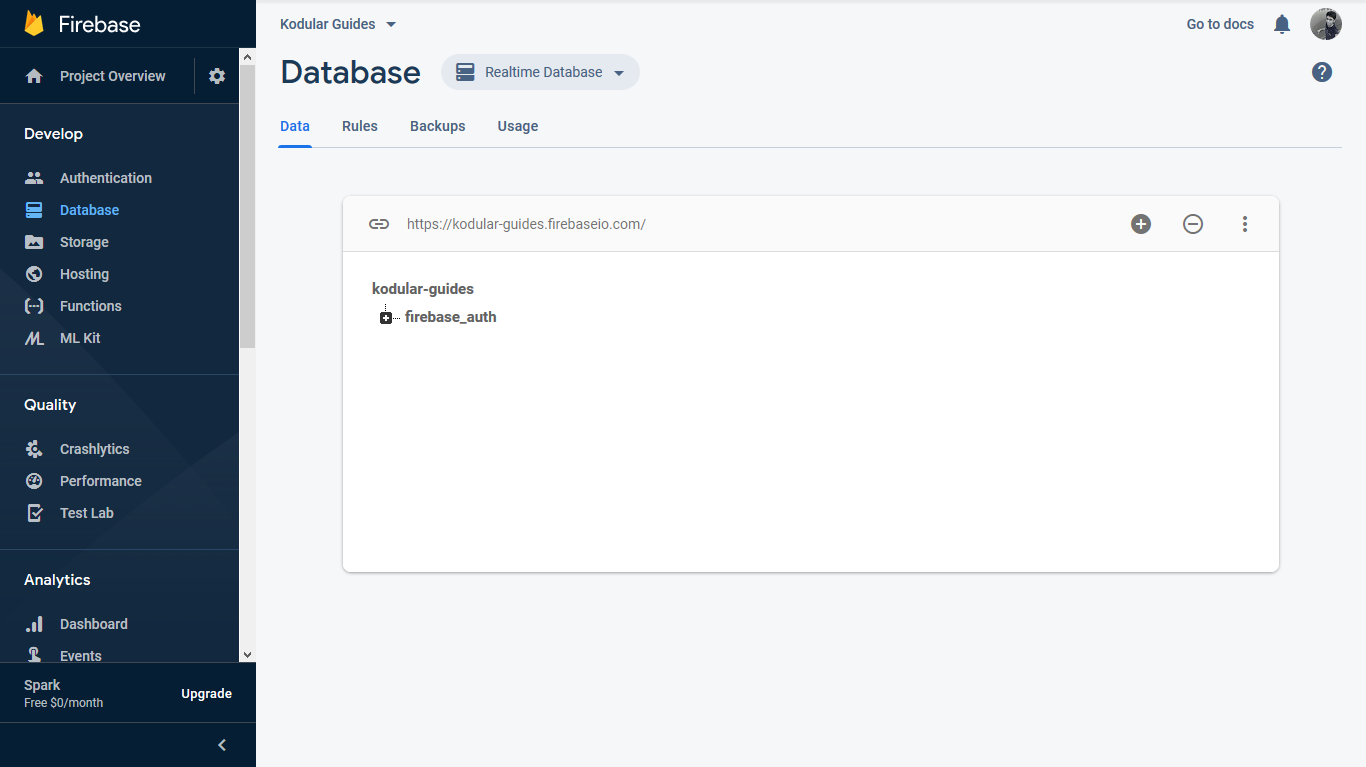 Firebase
Project Overview
Develop
Authentication
Database
Storage
Hosting
Functions
ML Kit
Quality
Crashlytics
Performance
Test Lab
Analytics
Dashboard
Events
Spark
Free $0/month
Upgrade
Kodular Guides
Go to docs
Database
Realtime Database
Data Rules Backups Usage
https://kodular-guides.firebaseio.com/
kodular-guides
firebase_auth